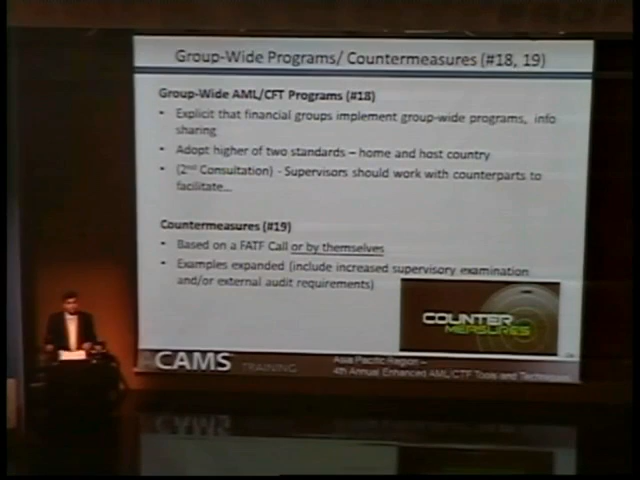 Group-Wide Programs/ Countermeasures (#18, 19)
Group-Wide AML/CFT Programs (#18)
• Explicit that financial groups implement group-wide programs, info
sharing
• Adopt higher of two standards – home and host country
• (2nd Consultation) - Supervisors should work with counterparts to
facilitate...
Countermeasures (#19)
• Based on a FATF Call or by themselves
• Examples expanded (include increased supervisory examination
and/or external audit requirements)
COUNTER
MEASURES
ACAMS TRAINING
Asia Pacific Region –
4th Annual Enhanced AML/CTF Tools and Techniques